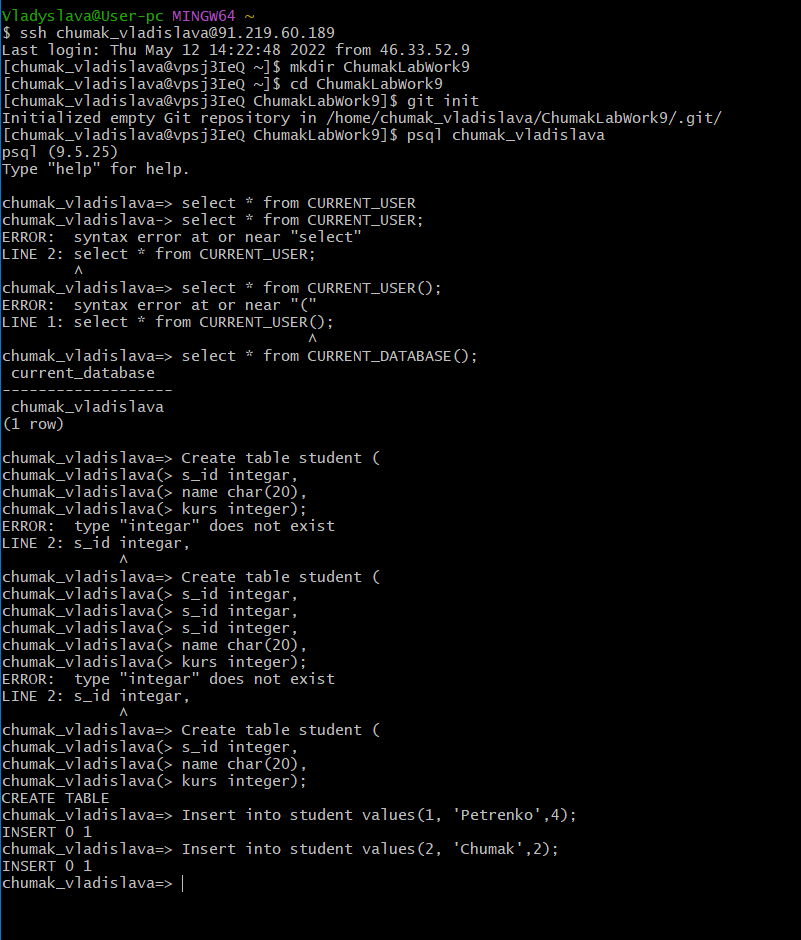 Vladyslava@User-pc MINGW64 ~
$ ssh chumak_vladislava@91.219.60.189
Last login: Thu May 12 14:22:48 2022 from 46.33.52.9
[chumak_vladislava@vpsj3IeQ ~]$ mkdir ChumakLabWork9
[chumak_vladislava@vpsj3IeQ ~]$ cd ChumakLabWork9
[chumak_vladislava@vpsj3IeQ ChumakLabWork9]$ git init
Initialized empty Git repository in /home/chumak_vladislava/ChumakLabWork9/.git/
[chumak_vladislava@vpsj3IeQ ChumakLabWork9]$ psql chumak_vladislava
psql (9.5.25)
Type "help" for help.

chumak_vladislava=> select * from CURRENT_USER
chumak_vladislava-> select * from CURRENT_USER;
ERROR:  syntax error at or near "select"
LINE 2: select * from CURRENT_USER;
        ^
chumak_vladislava=> select * from CURRENT_USER();
ERROR:  syntax error at or near "("
LINE 1: select * from CURRENT_USER();
                                  ^
chumak_vladislava=> select * from CURRENT_DATABASE();
 current_database
-------------------
 chumak_vladislava
(1 row)

chumak_vladislava=> Create table student (
chumak_vladislava(> s_id integar,
chumak_vladislava(> name char(20),
chumak_vladislava(> kurs integer);
ERROR:  type "integar" does not exist
LINE 2: s_id integar,
             ^
chumak_vladislava=> Create table student (
chumak_vladislava(> s_id integar,
chumak_vladislava(> s_id integar,
chumak_vladislava(> s_id integer,
chumak_vladislava(> name char(20),
chumak_vladislava(> kurs integer);
ERROR:  type "integar" does not exist
LINE 2: s_id integar,
             ^
chumak_vladislava=> Create table student (
chumak_vladislava(> s_id integer,
chumak_vladislava(> name char(20),
chumak_vladislava(> kurs integer);
CREATE TABLE
chumak_vladislava=> Insert into student values(1, 'Petrenko',4);
INSERT 0 1
chumak_vladislava=> Insert into student values(2, 'Chumak',2);
INSERT 0 1
chumak_vladislava=>